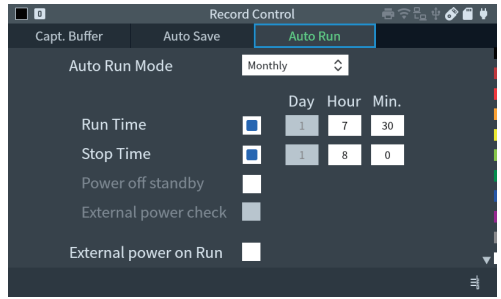 0 Record Control
Capt. Buffer Auto Save Auto Run
Auto Run Mode Monthly
Day Hour Min.
Run Time 1 7 30
Stop Time 1 8 0
Power off standby
External power check
External power on Run